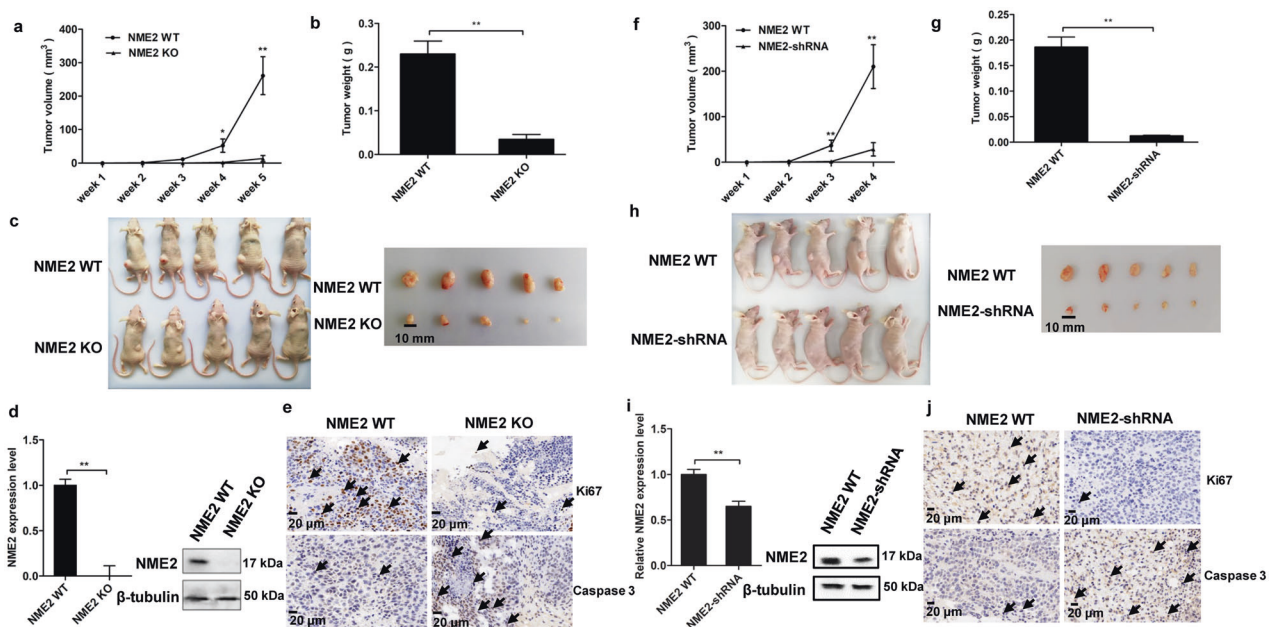 a
NME2 WT
NME2 KO
Tumor volume ( mm³ )
400
300
200
100
0
week 1
week 2
week 3
week 4
week 5
*
**
b
Tumor weight ( g )
0.3
0.2
0.1
0.0
**
NME2 WT
NME2 KO
f
NME2 WT
NME2-shRNA
Tumor volume ( mm³ )
300
200
100
0
week 1
week 2
week 3
week 4
**
**
g
Tumor weight ( g )
0.25
0.20
0.15
0.10
0.05
0.00
**
NME2 WT
NME2-shRNA
c
NME2 WT
NME2 KO
NME2 WT
NME2 KO
10 mm
h
NME2 WT
NME2-shRNA
NME2 WT
NME2-shRNA
10 mm
d
NME2 expression level
1.5
1.0
0.5
0.0
**
NME2 WT
NME2 KO
NME2 WT
NME2 KO
NME2
17 kDa
β-tubulin
50 kDa
e
NME2 WT
NME2 KO
Ki67
20 µm
20 µm
Caspase 3
20 µm
20 µm
i
Relative NME2 expression level
1.5
1.0
0.5
0.0
**
NME2 WT
NME2-shRNA
NME2 WT
NME2-shRNA
NME2
17 kDa
β-tubulin
50 kDa
j
NME2 WT
NME2-shRNA
Ki67
20 µm
20 µm
Caspase 3
20 µm
20 µm